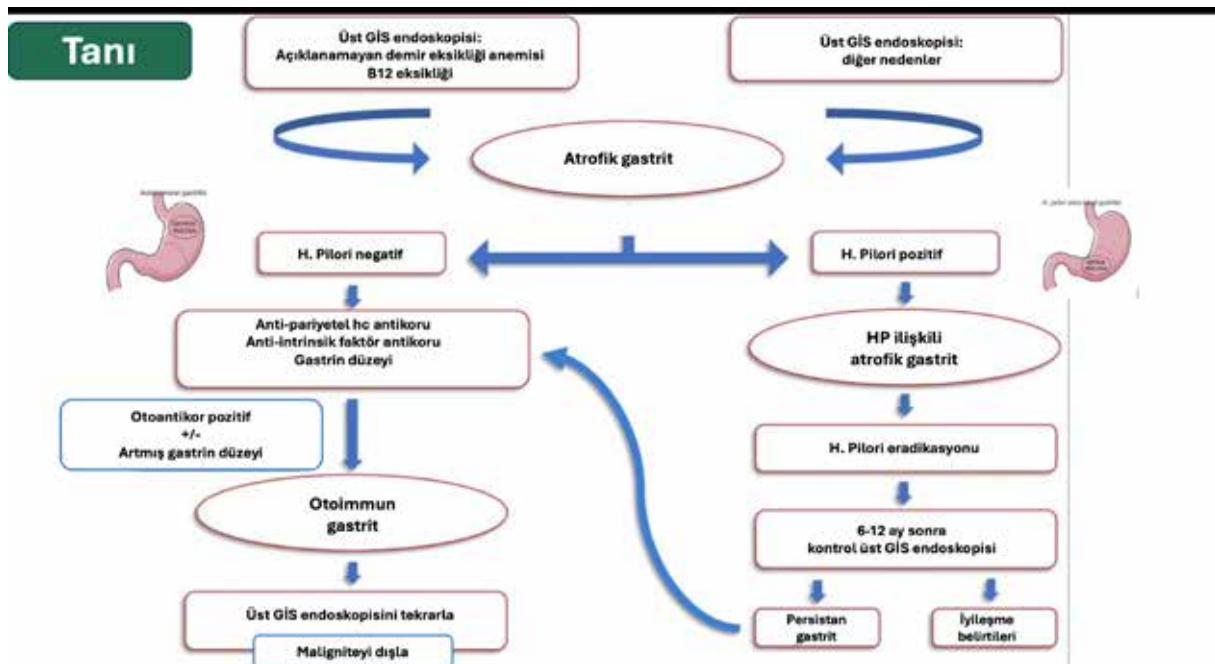 Tanı
Üst GİS endoskopisi:
Açıklanamayan demir eksikliği anemisi
B12 eksikliği
Üst GİS endoskopisi:
diğer nedenler
Atrofik gastrit
H. Pilori negatif
H. Pilori pozitif
Anti-pariyetel hc antikoru
Anti-intrinsik faktör antikoru
Gastrin düzeyi
HP ilişkili
atrofik gastrit
Otoantikor pozitif
+/-
Artmış gastrin düzeyi
H. Pilori eradikasyonu
Otoimmun
gastrit
6-12 ay sonra
kontrol üst GİS endoskopisi
Üst GİS endoskopisini tekrarla
Maligniteyi dışla
Persistan
gastrit
İyileşme
belirtileri